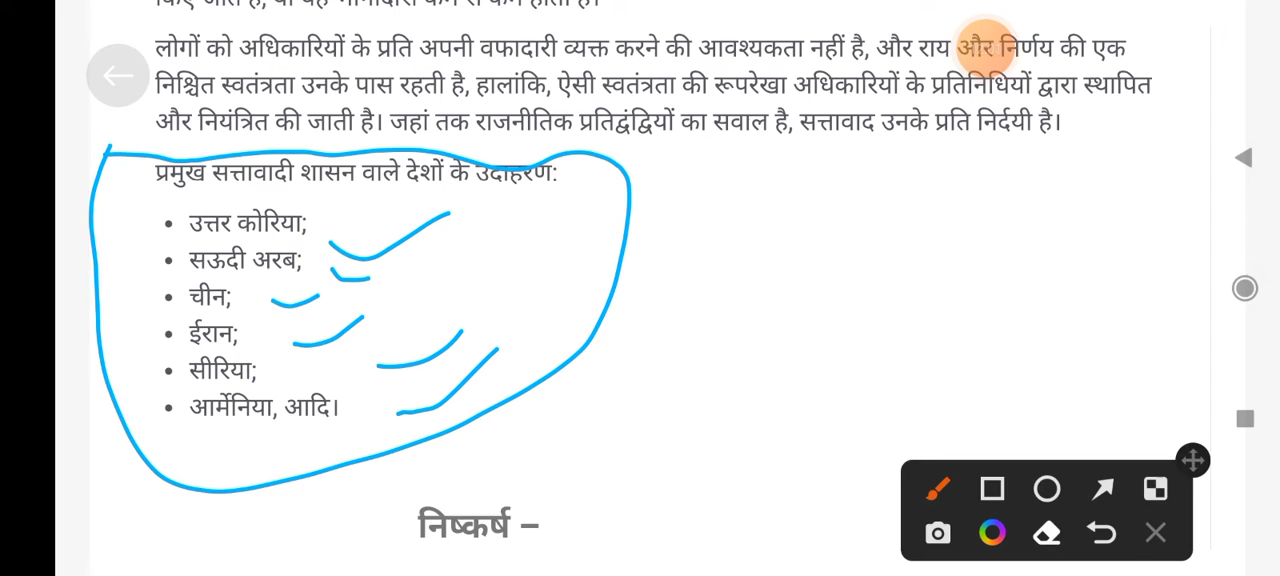 लोगों को अधिकारियों के प्रति अपनी वफादारी व्यक्त करने की आवश्यकता नहीं है, और राय और निर्णय की एक
निश्चित स्वतंत्रता उनके पास रहती है, हालांकि, ऐसी स्वतंत्रता की रूपरेखा अधिकारियों के प्रतिनिधियों द्वारा स्थापित
और नियंत्रित की जाती है। जहां तक राजनीतिक प्रतिद्वंद्वियों का सवाल है, सत्तावाद उनके प्रति निर्दयी है।
प्रमुख सत्तावादी शासन वाले देशों के उदाहरण:
• उत्तर कोरिया;
• सऊदी अरब;
• चीन;
• ईरान;
• सीरिया;
• आर्मेनिया, आदि।
निष्कर्ष –